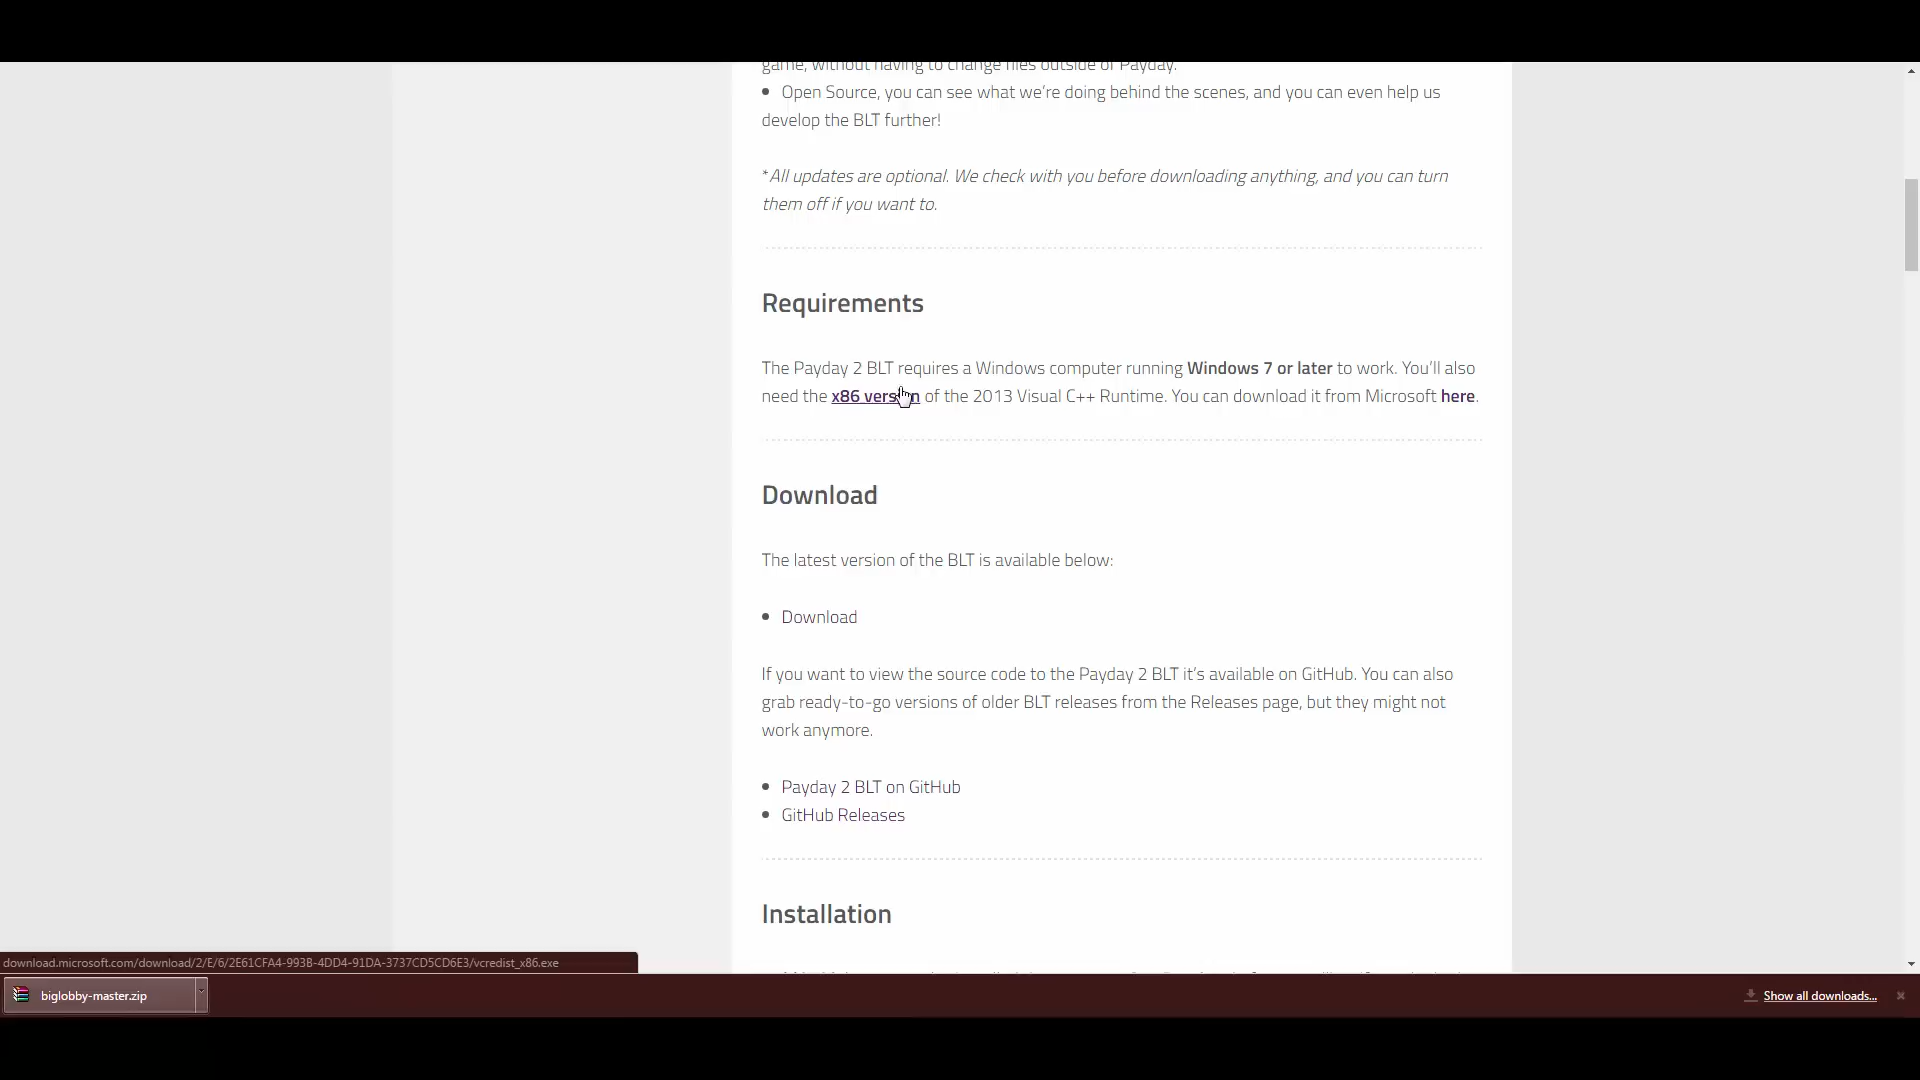 game, without having to change files outside of Payday.
• Open Source, you can see what we're doing behind the scenes, and you can even help us
develop the BLT further!
*All updates are optional. We check with you before downloading anything, and you can turn
them off if you want to.
Requirements
The Payday 2 BLT requires a Windows computer running Windows 7 or later to work. You'll also
need the x86 version of the 2013 Visual C++ Runtime. You can download it from Microsoft here.
Download
The latest version of the BLT is available below:
• Download
If you want to view the source code to the Payday 2 BLT it's available on GitHub. You can also
grab ready-to-go versions of older BLT releases from the Releases page, but they might not
work anymore.
• Payday 2 BLT on GitHub
• GitHub Releases
Installation
download.microsoft.com/download/2/E/6/2E61CFA4-993B-4DD4-91DA-3737CD5CD6E3/vcredist_x86.exe
biglobby-master.zip
Show all downloads...